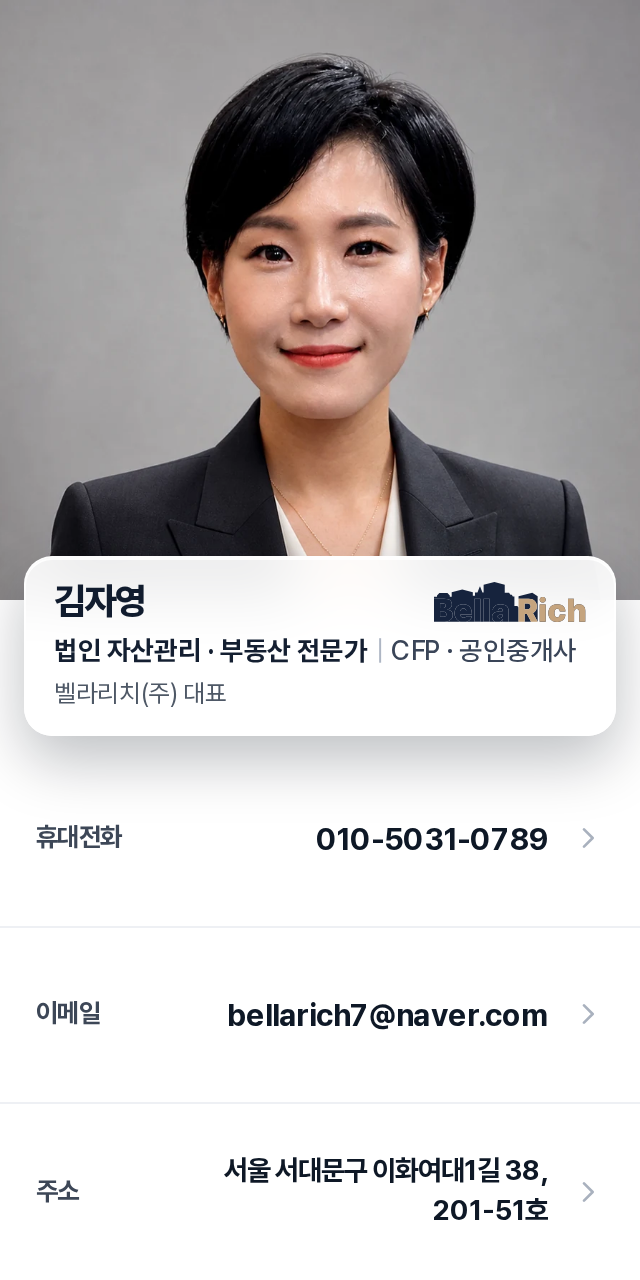 김자영
BellaRich
법인 자산관리 · 부동산 전문가 | CFP · 공인중개사
벨라리치(주) 대표
휴대전화
010-5031-0789
이메일
bellarich7@naver.com
주소
서울 서대문구 이화여대1길 38,
201-51호